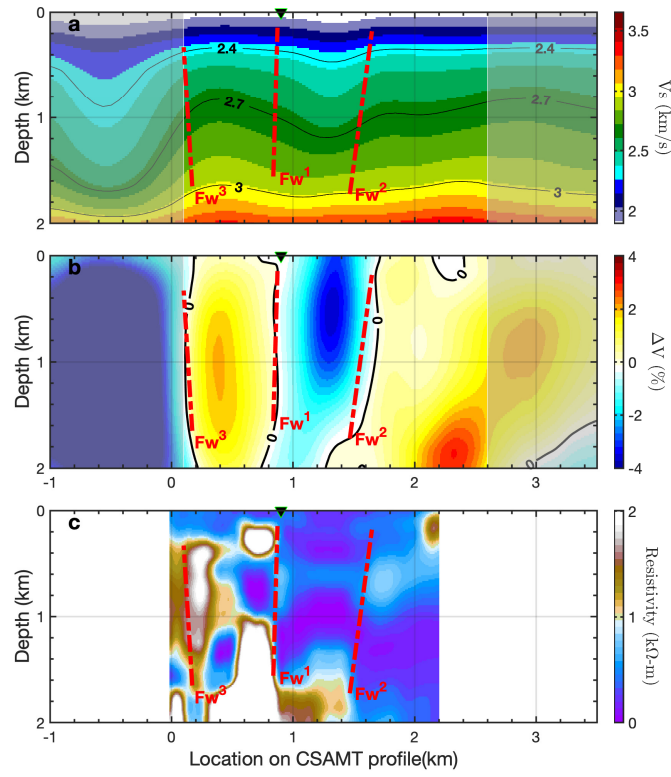 a
0
1
2
Depth (km)
2.4
2.4
2.7
2.7
3
3
Fw3
Fw1
Fw2
3.5
3
2.5
2
Vs (km/s)
b
0
1
2
Depth (km)
0
0
0
0
0
Fw3
Fw1
Fw2
4
2
0
-2
-4
ΔV (%)
c
0
1
2
Depth (km)
Fw3
Fw1
Fw2
2
1
0
Resistivity (kΩ-m)
-1 0 1 2 3
Location on CSAMT profile(km)